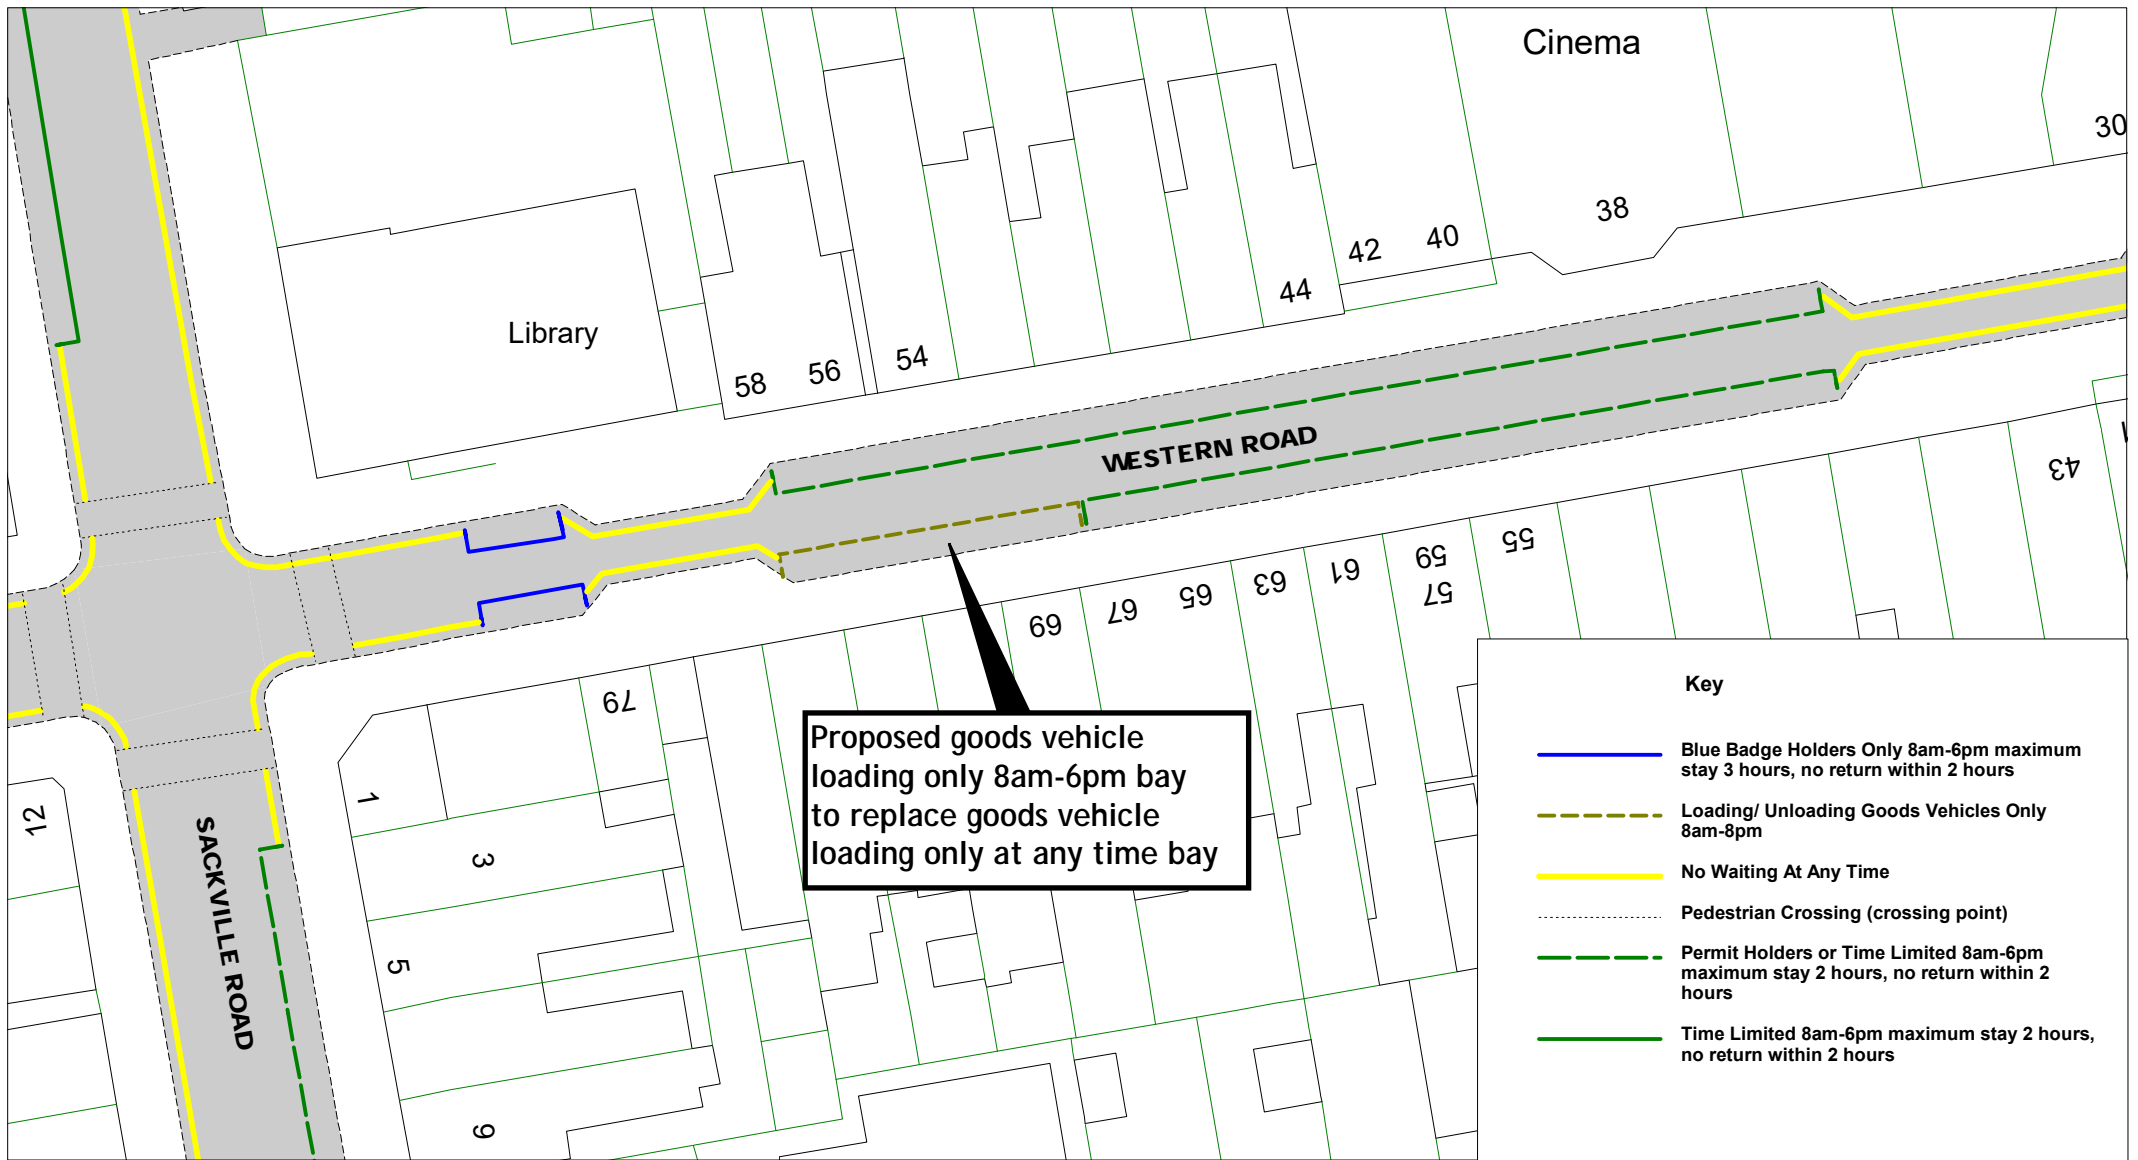 Cinema
30
38
42
40
44
Library
54
56
58
WESTERN ROAD
43
55
59
57
61
63
65
67
69
79
1
3
5
9
12
SACKVILLE ROAD
Proposed goods vehicle
loading only 8am-6pm bay
to replace goods vehicle
loading only at any time bay
Key
Blue Badge Holders Only 8am-6pm maximum
stay 3 hours, no return within 2 hours
Loading/ Unloading Goods Vehicles Only
8am-8pm
No Waiting At Any Time
Pedestrian Crossing (crossing point)
Permit Holders or Time Limited 8am-6pm
maximum stay 2 hours, no return within 2
hours
Time Limited 8am-6pm maximum stay 2 hours,
no return within 2 hours